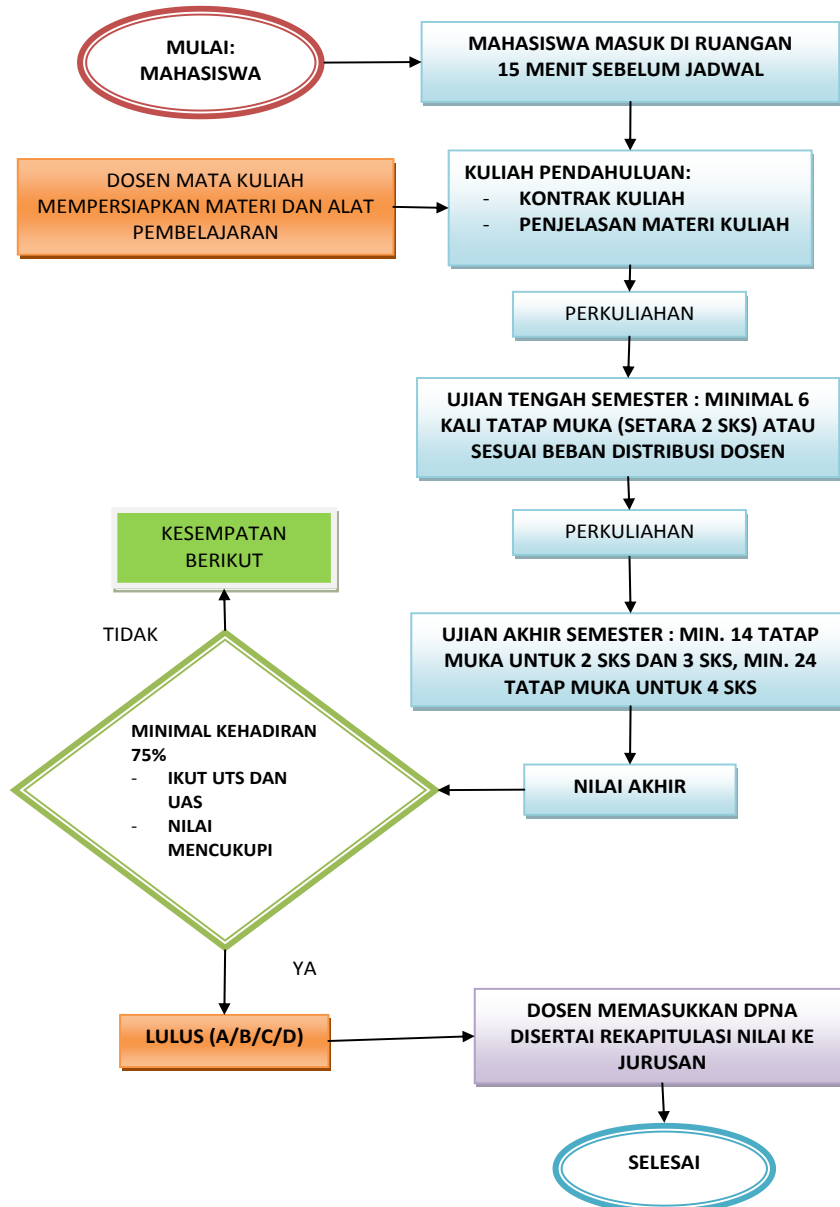 MULAI:
MAHASISWA
MAHASISWA MASUK DI RUANGAN
15 MENIT SEBELUM JADWAL
DOSEN MATA KULIAH
MEMPERSIAPKAN MATERI DAN ALAT
PEMBELAJARAN
KULIAH PENDAHULUAN:
- KONTRAK KULIAH
- PENJELASAN MATERI KULIAH
PERKULIAHAN
UJIAN TENGAH SEMESTER : MINIMAL 6
KALI TATAP MUKA (SETARA 2 SKS) ATAU
SESUAI BEBAN DISTRIBUSI DOSEN
PERKULIAHAN
UJIAN AKHIR SEMESTER : MIN. 14 TATAP
MUKA UNTUK 2 SKS DAN 3 SKS, MIN. 24
TATAP MUKA UNTUK 4 SKS
NILAI AKHIR
MINIMAL KEHADIRAN
75%
- IKUT UTS DAN
UAS
- NILAI
MENCUKUPI
TIDAK
KESEMPATAN
BERIKUT
YA
LULUS (A/B/C/D)
DOSEN MEMASUKKAN DPNA
DISERTAI REKAPITULASI NILAI KE
JURUSAN
SELESAI